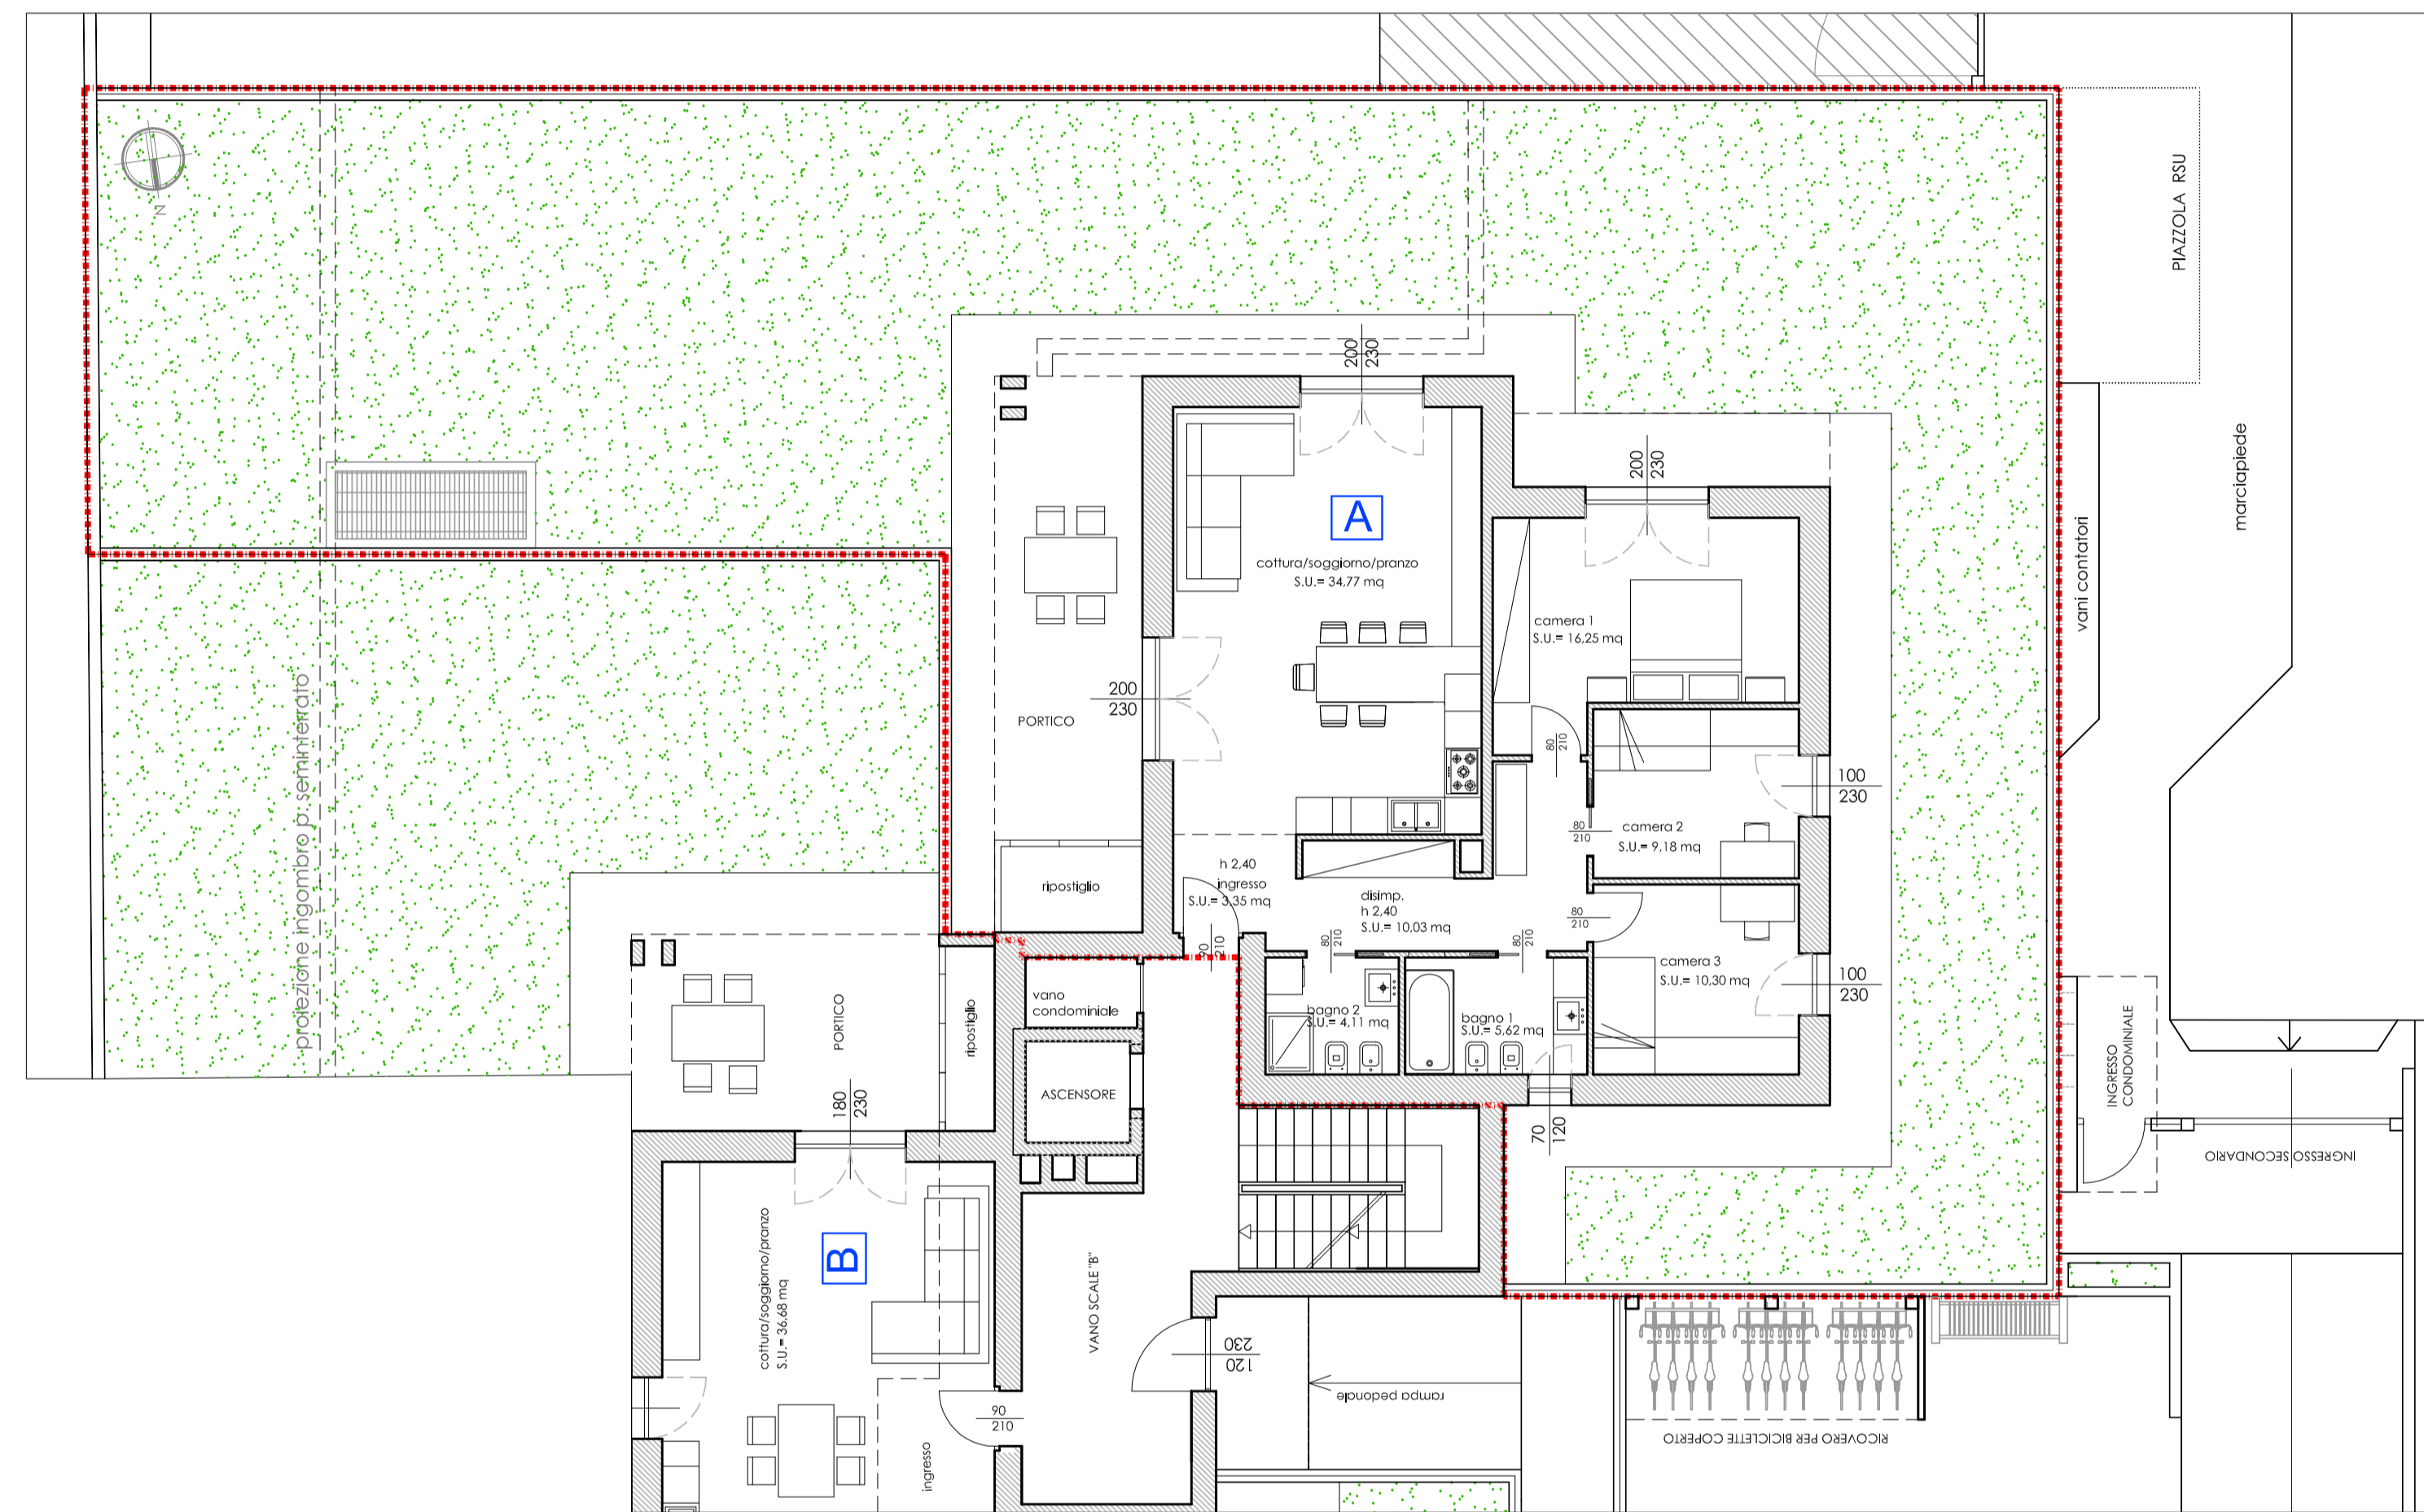 N
PIAZZOLA RSU
marciapiede
vani contatori
200
230
200
230
A
cottura/soggiorno/pranzo
S.U.= 34,77 mq
camera 1
S.U.= 16,25 mq
200
230
PORTICO
80
210
100
230
camera 2
S.U.= 9,18 mq
80
210
h 2,40
ingresso
S.U.= 3,35 mq
ripostiglio
disimp.
h 2,40
S.U.= 10,03 mq
80
210
90
210
80
210
80
210
camera 3
S.U.= 10,30 mq
100
230
proiezione ingombro p. seminterrato
PORTICO
ripostiglio
vano
condominiale
bagno 2
S.U.= 4,11 mq
bagno 1
S.U.= 5,62 mq
INGRESSO
CONDOMINIALE
ASCENSORE
180
230
70
120
INGRESSO SECONDARIO
B
cottura/soggiorno/pranzo
S.U.= 36,68 mq
VANO SCALE "B"
120
230
rampa pedonale
90
210
ingresso
RICOVERO PER BICICLETTE COPERTO